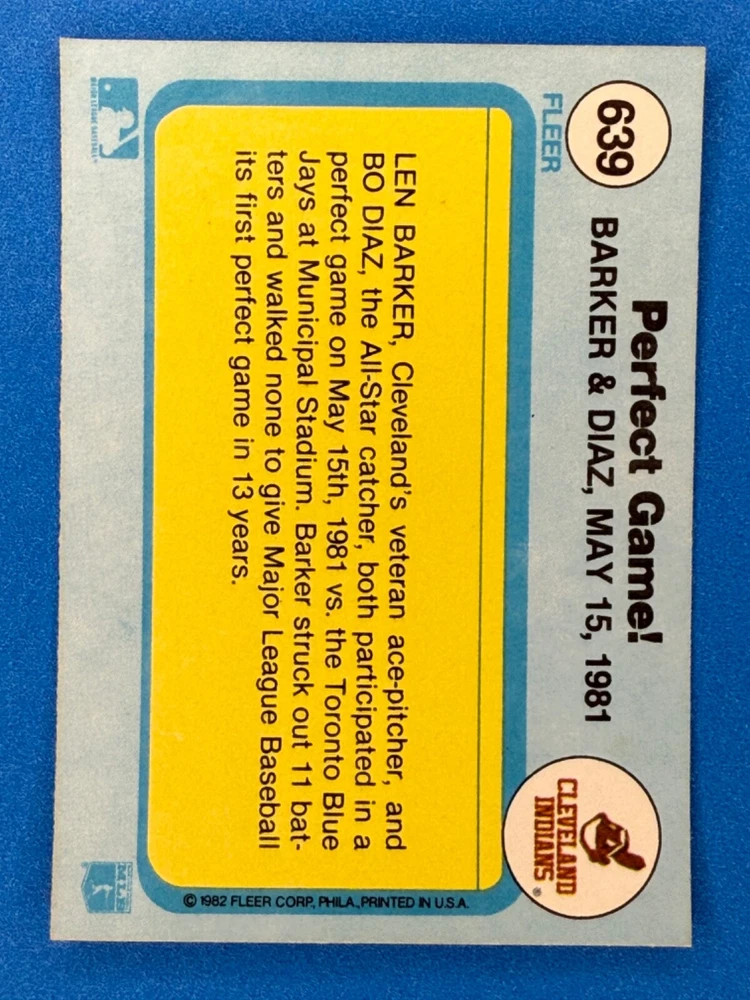 639
Perfect Game!
BARKER & DIAZ, MAY 15, 1981
FLEER
CLEVELAND
INDIANS®
LEN BARKER, Cleveland's veteran ace-pitcher, and
BO DIAZ, the All-Star catcher, both participated in a
perfect game on May 15th, 1981 vs. the Toronto Blue
Jays at Municipal Stadium. Barker struck out 11 bat-
ters and walked none to give Major League Baseball
its first perfect game in 13 years.
© 1982 FLEER CORP., PHILA., PRINTED IN U.S.A.
MAJOR LEAGUE BASEBALL